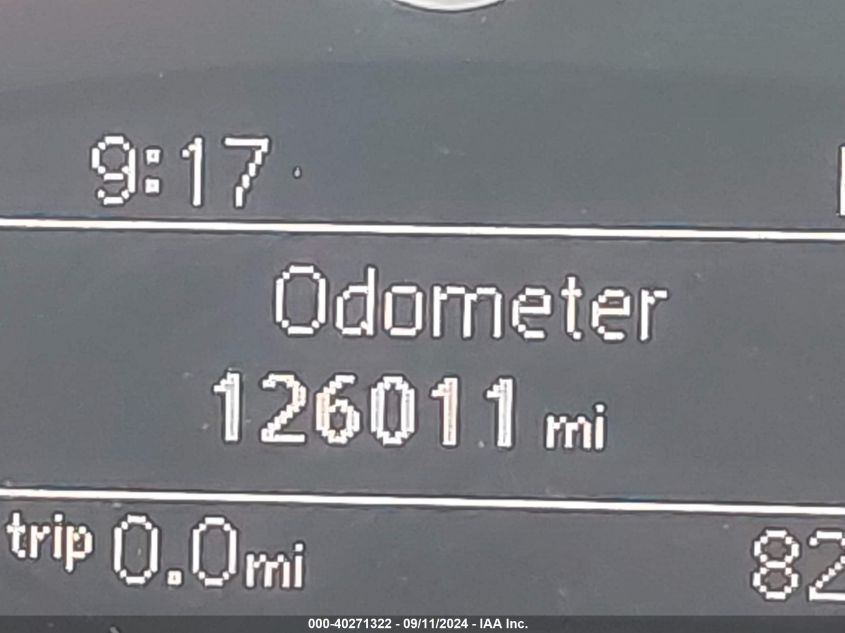 9:17
Odometer
126011 mi
trip 0.0mi 82
000-40271322 - 09/11/2024 - IAA Inc.